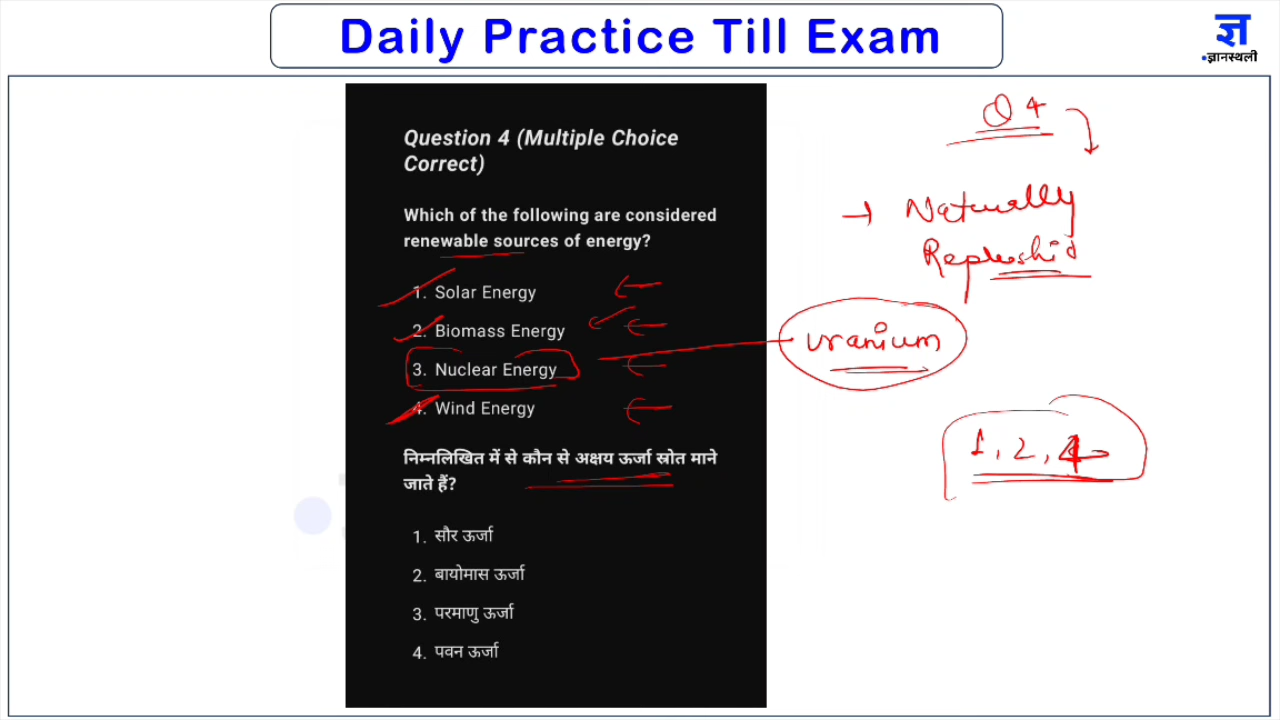 Daily Practice Till Exam
ज्ञ
ज्ञानस्थली
Question 4 (Multiple Choice
Correct)
Which of the following are considered
renewable sources of energy?
1. Solar Energy
2. Biomass Energy
3. Nuclear Energy
4. Wind Energy
निम्नलिखित में से कौन से अक्षय ऊर्जा स्रोत माने
जाते हैं?
1. सौर ऊर्जा
2. बायोमास ऊर्जा
3. परमाणु ऊर्जा
4. पवन ऊर्जा
Q4
→ Naturally
uranium
1, 2, 4